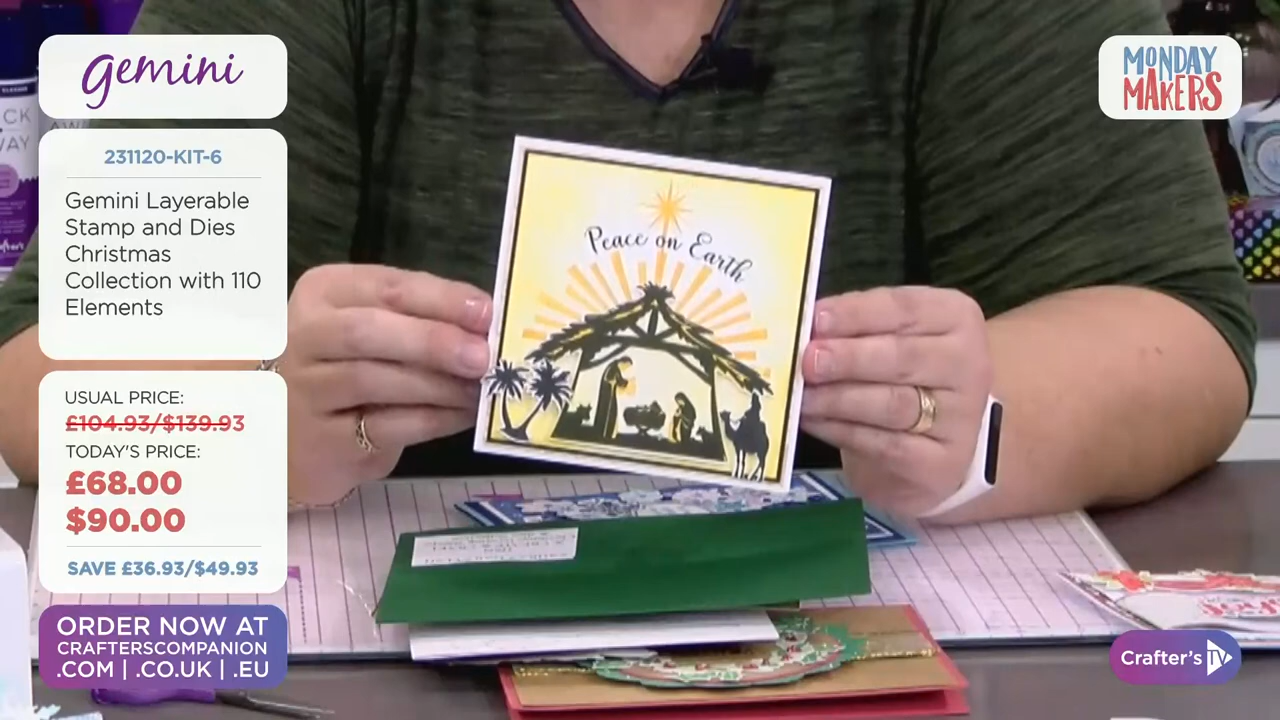 gemini
231120-KIT-6
Gemini Layerable
Stamp and Dies
Christmas
Collection with 110
Elements
USUAL PRICE:
£104.93/$139.93
TODAY'S PRICE:
£68.00
$90.00
SAVE £36.93/$49.93
ORDER NOW AT
CRAFTERSCOMPANION
.COM | .CO.UK | .EU
MONDAY
MAKERS
Peace on Earth
Crafter's TV